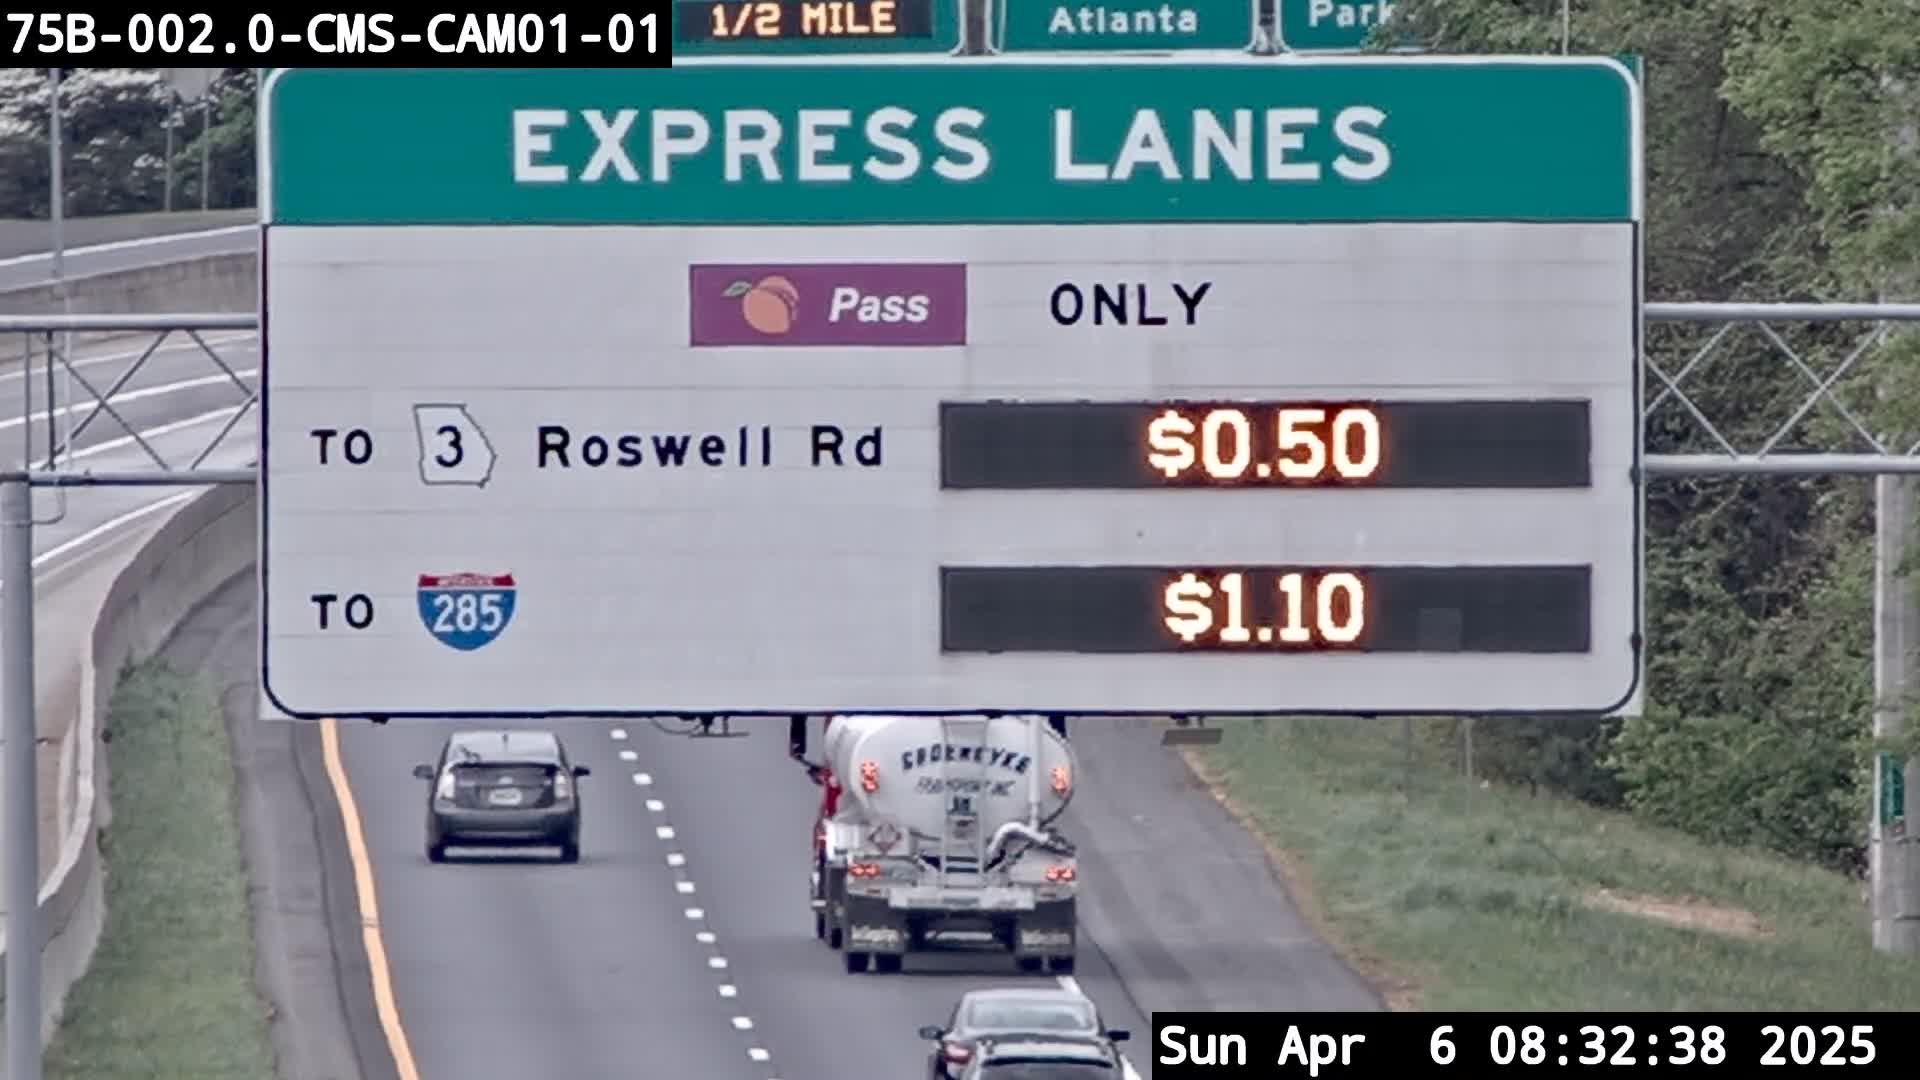 75B-002.0-CMS-CAM01-01
1/2 MILE
Atlanta
Park
EXPRESS LANES
Pass ONLY
TO 3 Roswell Rd $0.50
TO 285 $1.10
Sun Apr 6 08:32:38 2025